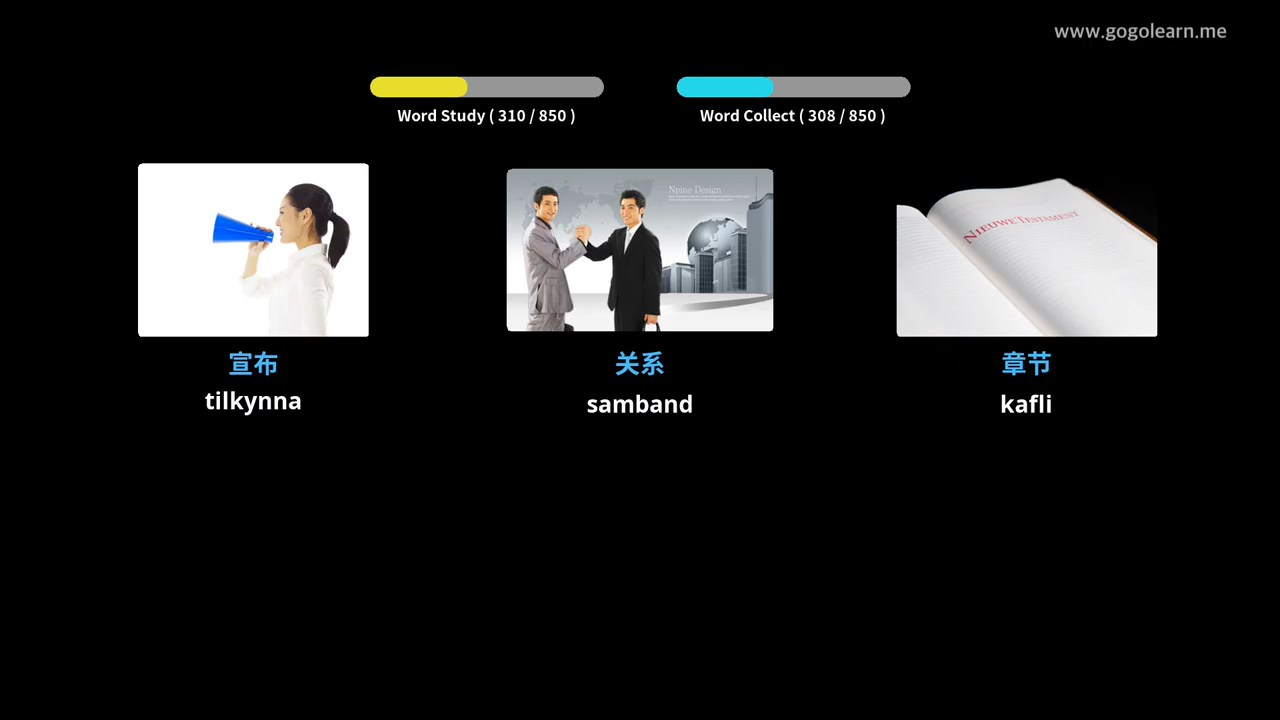 www.gogolearn.me
Word Study ( 310 / 850 )
Word Collect ( 308 / 850 )
Npine Design
NIEUWE TESTAMENT
宣布
关系
章节
tilkynna
samband
kafli